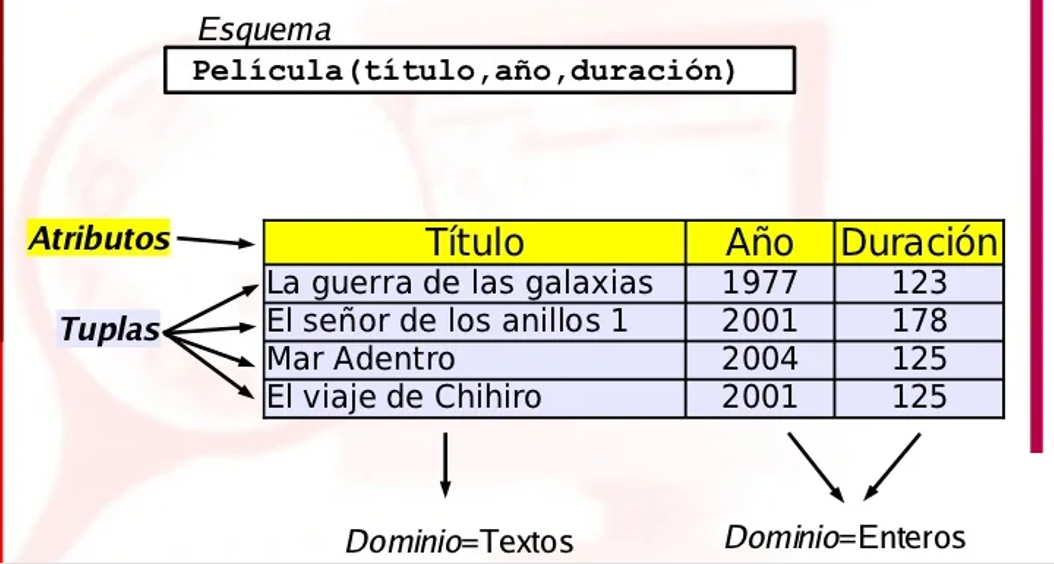 Esquema
Película(título,año,duración)
Atributos Título Año Duración
La guerra de las galaxias 1977 123
Tuplas El señor de los anillos 1 2001 178
Mar Adentro 2004 125
El viaje de Chihiro 2001 125
Dominio=Textos Dominio=Enteros